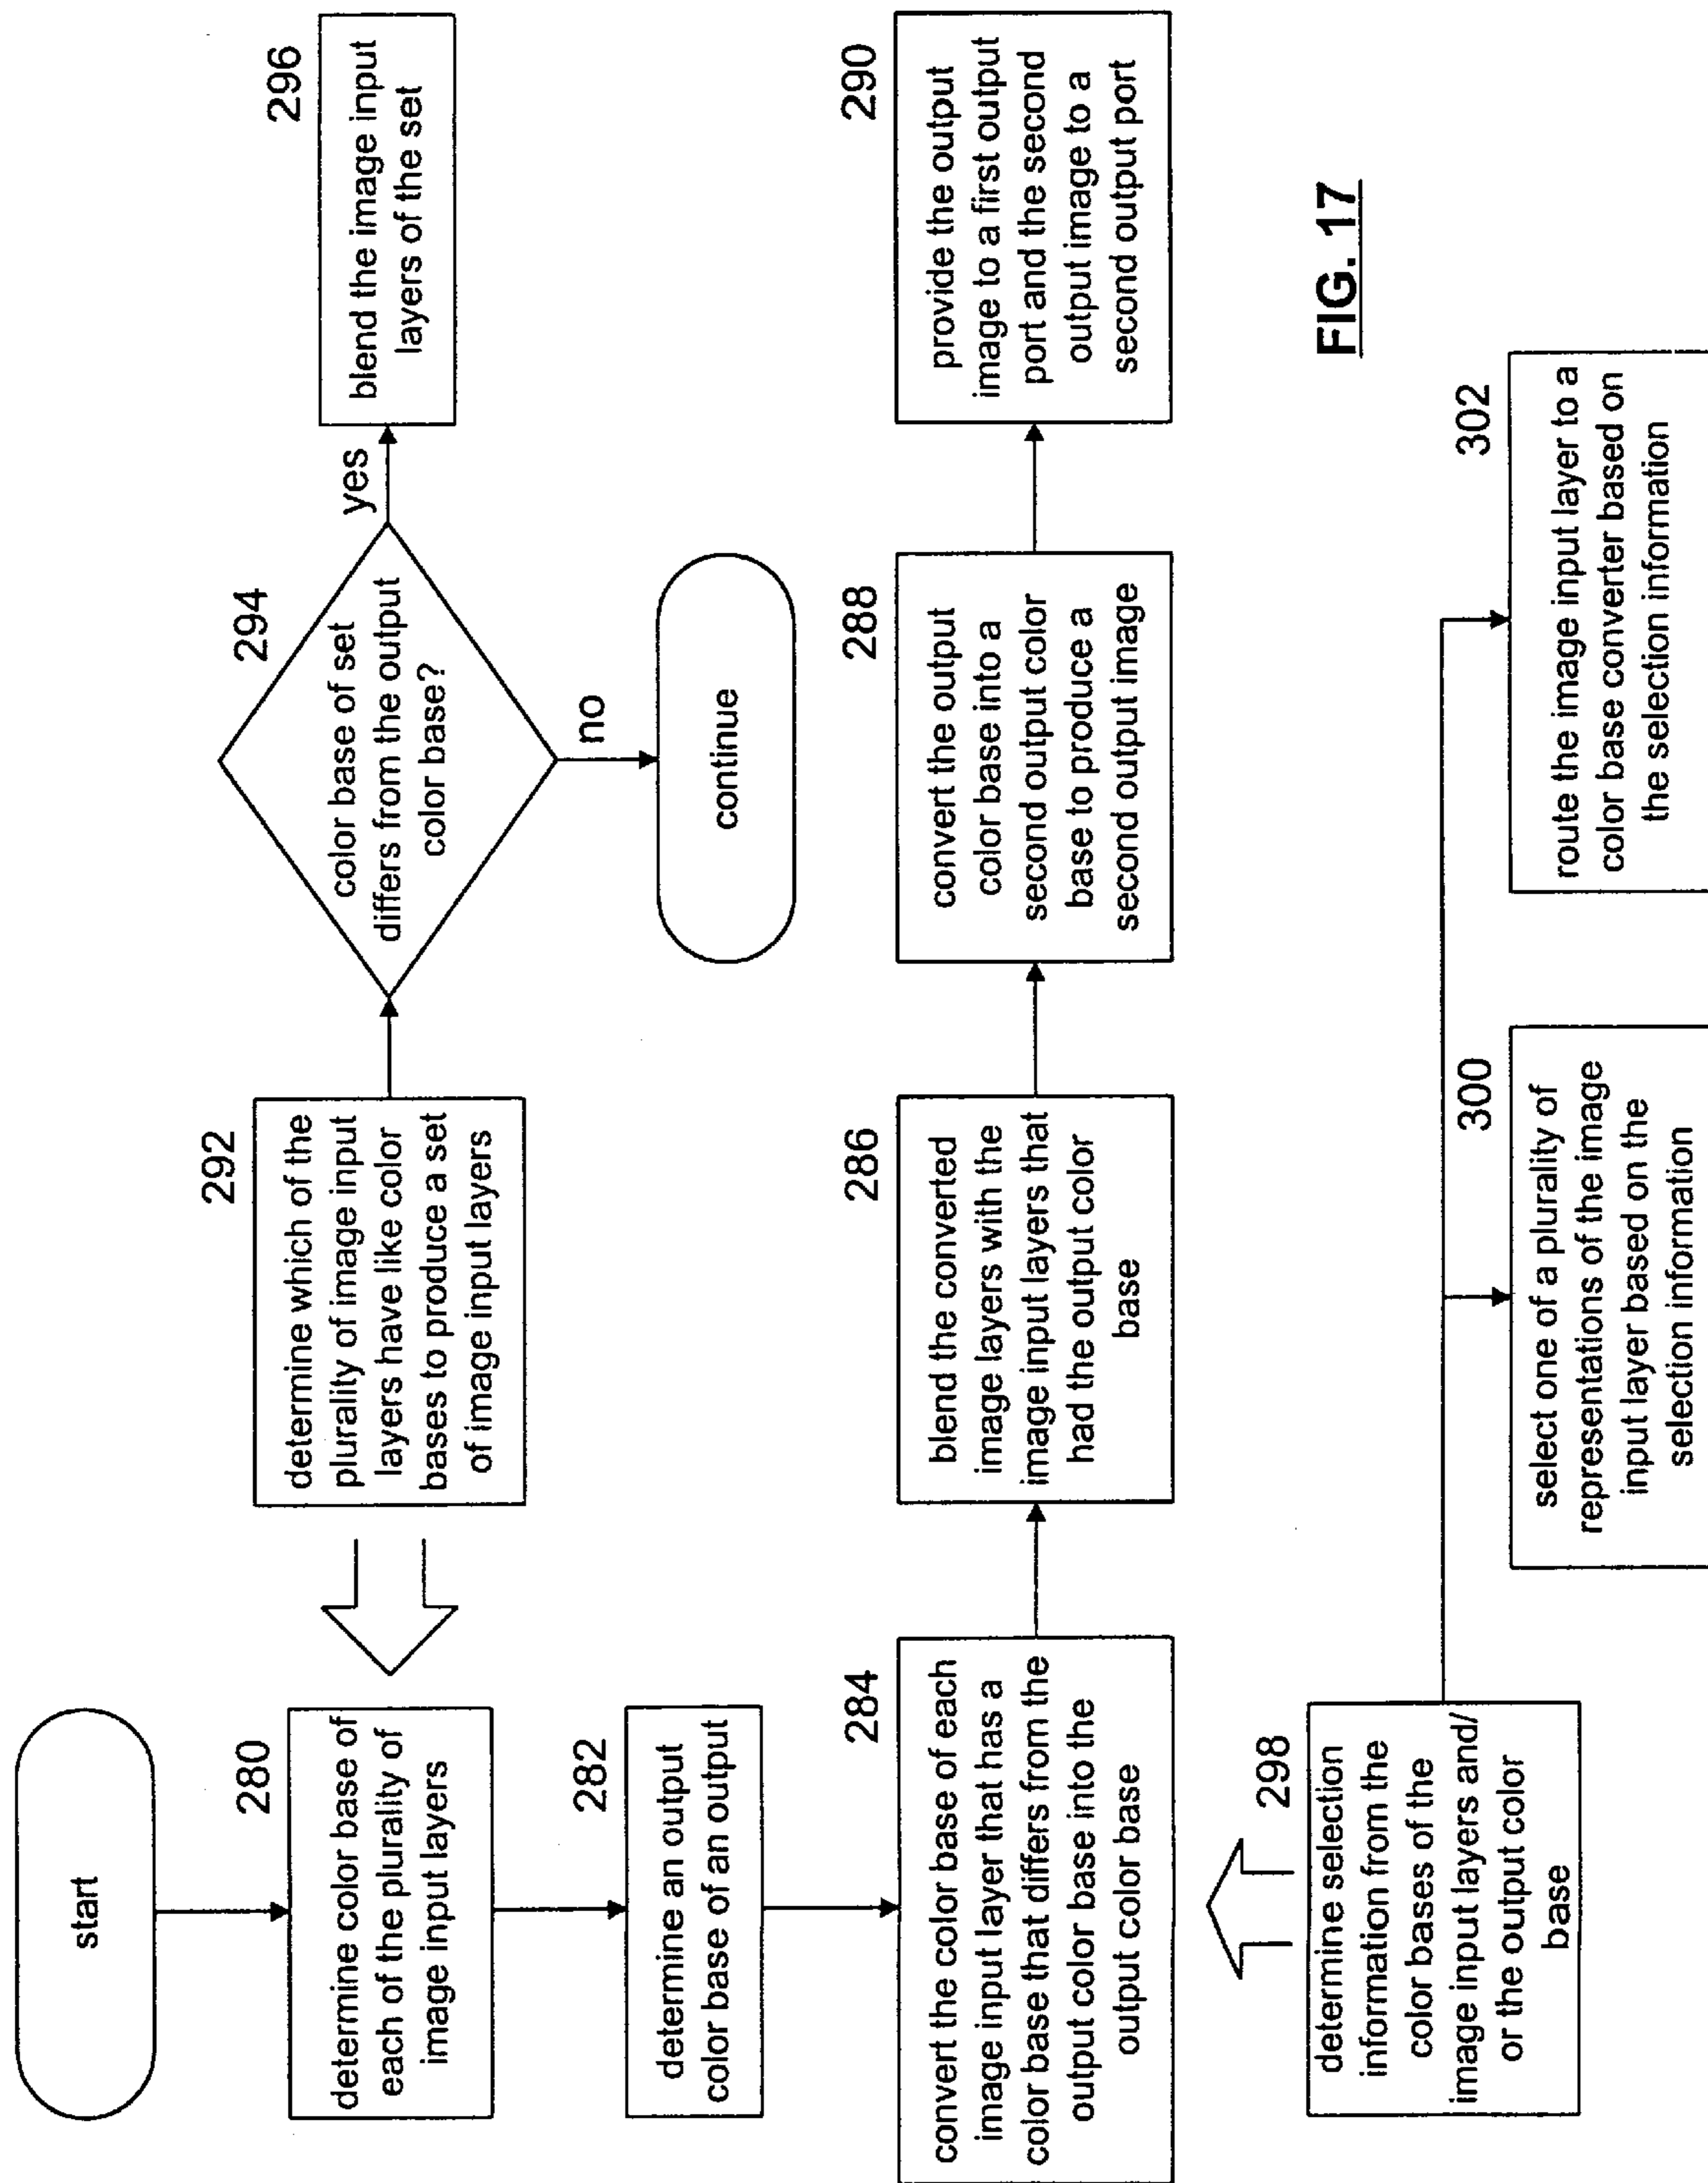 start
280
determine color base of
each of the plurality of
image input layers
282
determine an output
color base of an output
284
convert the color base of each
image input layer that has a
color base that differs from the
output color base into the
output color base
286
blend the converted
image layers with the
image input layers that
had the output color
base
288
convert the output
color base into a
second output color
base to produce a
second output image
290
provide the output
image to a first output
port and the second
output image to a
second output port
292
determine which of the
plurality of image input
layers have like color
bases to produce a set
of image input layers
294
color base of set
differs from the output
color base?
yes
no
continue
296
blend the image input
layers of the set
298
determine selection
information from the
color bases of the
image input layers and/
or the output color
base
300
select one of a plurality of
representations of the image
input layer based on the
selection information
302
route the image input layer to a
color base converter based on
the selection information
FIG. 17